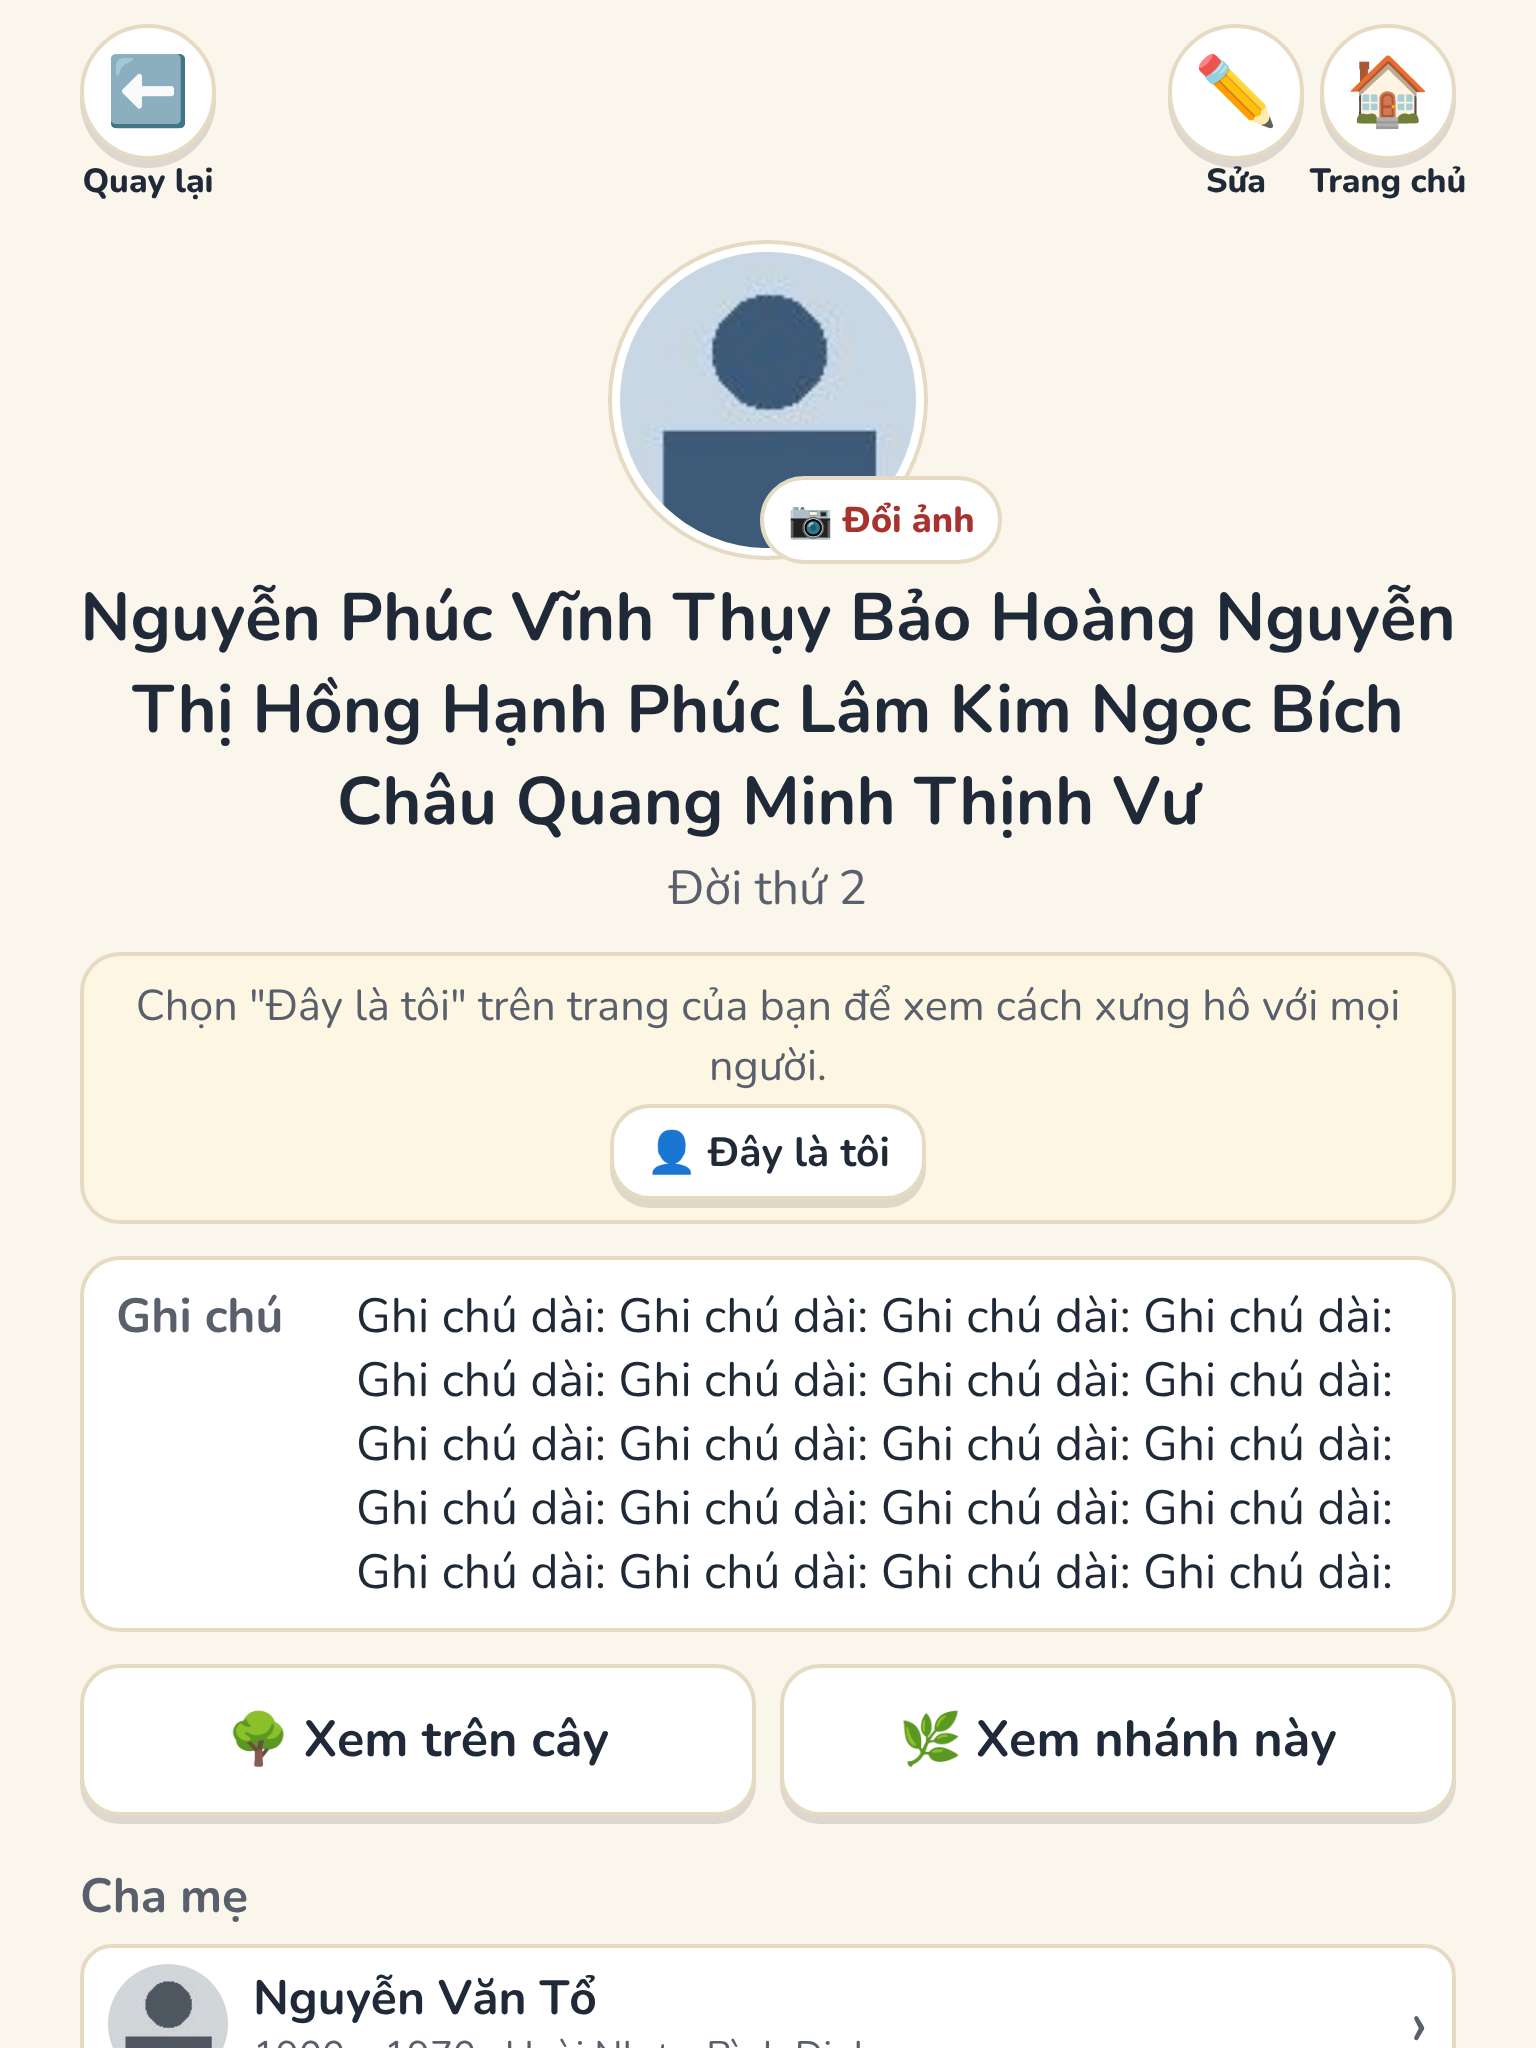 Quay lại
Sửa
Trang chủ
Đổi ảnh
Nguyễn Phúc Vĩnh Thụy Bảo Hoàng Nguyễn
Thị Hồng Hạnh Phúc Lâm Kim Ngọc Bích
Châu Quang Minh Thịnh Vư
Đời thứ 2
Chọn "Đây là tôi" trên trang của bạn để xem cách xưng hô với mọi
người.
Đây là tôi
Ghi chú
Ghi chú dài: Ghi chú dài: Ghi chú dài: Ghi chú dài:
Ghi chú dài: Ghi chú dài: Ghi chú dài: Ghi chú dài:
Ghi chú dài: Ghi chú dài: Ghi chú dài: Ghi chú dài:
Ghi chú dài: Ghi chú dài: Ghi chú dài: Ghi chú dài:
Ghi chú dài: Ghi chú dài: Ghi chú dài: Ghi chú dài:
Xem trên cây
Xem nhánh này
Cha mẹ
Nguyễn Văn Tổ